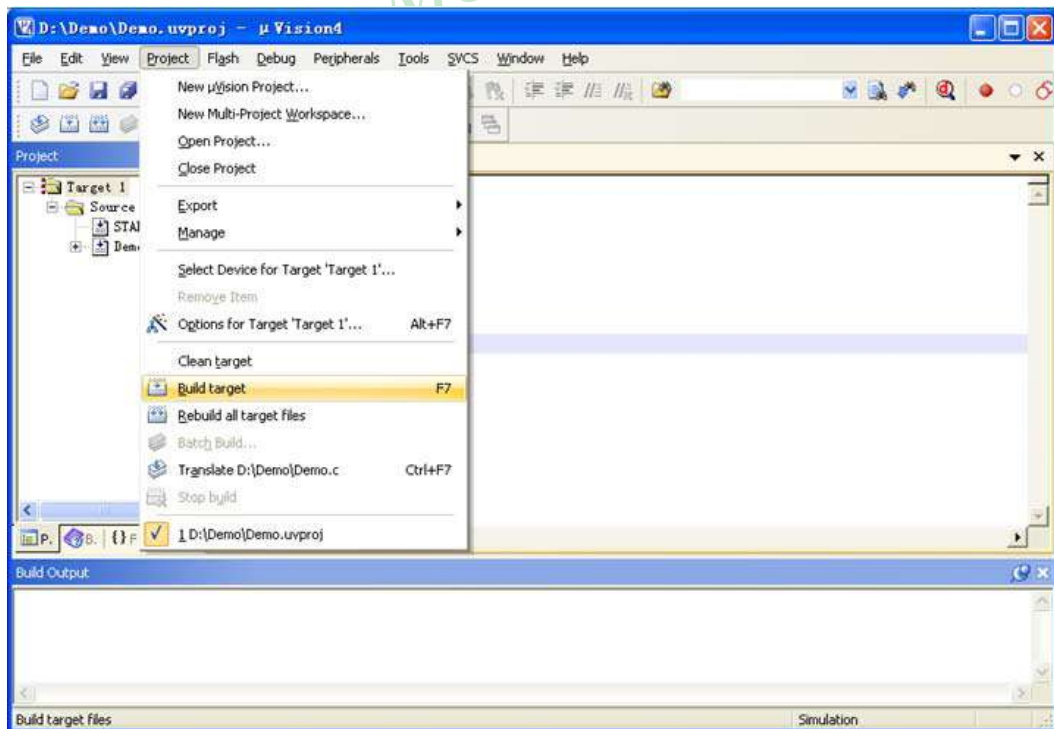 D:\Demo\Demo.uvproj - µVision4
File Edit View Project Flash Debug Peripherals Tools SVCS Window Help
New µVision Project...
New Multi-Project Workspace...
Open Project...
Close Project
Project
Target 1
Source
Export
Manage
Select Device for Target 'Target 1'...
Remove Item
Options for Target 'Target 1'... Alt+F7
Clean target
Build target F7
Rebuild all target files
Batch Build...
Translate D:\Demo\Demo.c Ctrl+F7
Stop build
1 D:\Demo\Demo.uvproj
P. B. {} F
Build Output
Build target files Simulation